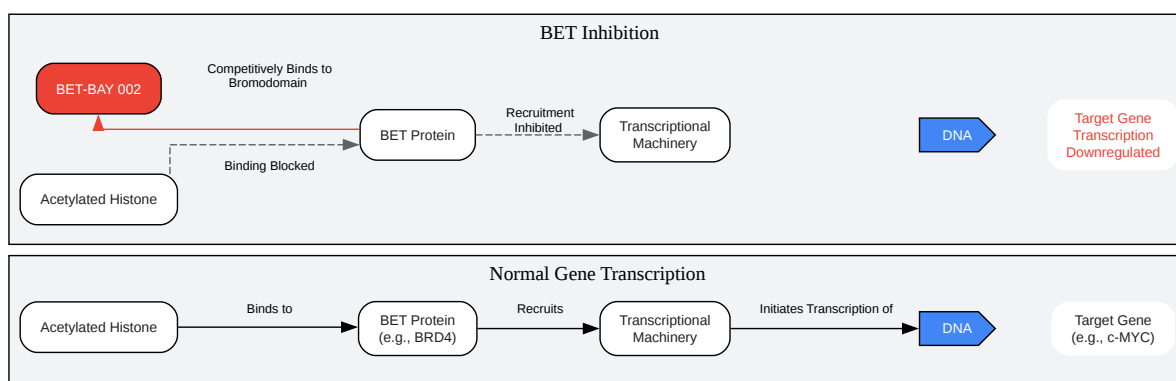 BET Inhibition
BET-BAY 002
Competitively Binds to
Bromodomain
BET Protein
Recruitment
Inhibited
Transcriptional
Machinery
DNA
Target Gene
Transcription
Downregulated
Binding Blocked
Acetylated Histone
Normal Gene Transcription
Acetylated Histone
Binds to
BET Protein
(e.g., BRD4)
Recruits
Transcriptional
Machinery
Initiates Transcription of
DNA
Target Gene
(e.g., c-MYC)